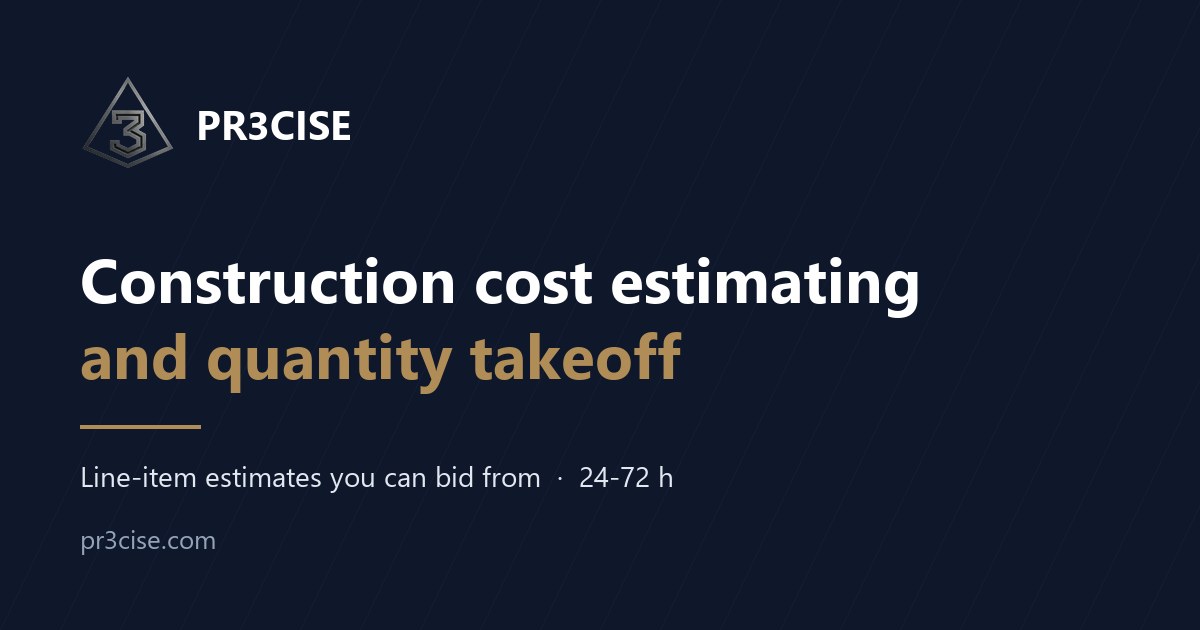 3
PR3CISE
Construction cost estimating
and quantity takeoff
Line-item estimates you can bid from · 24-72 h
pr3cise.com